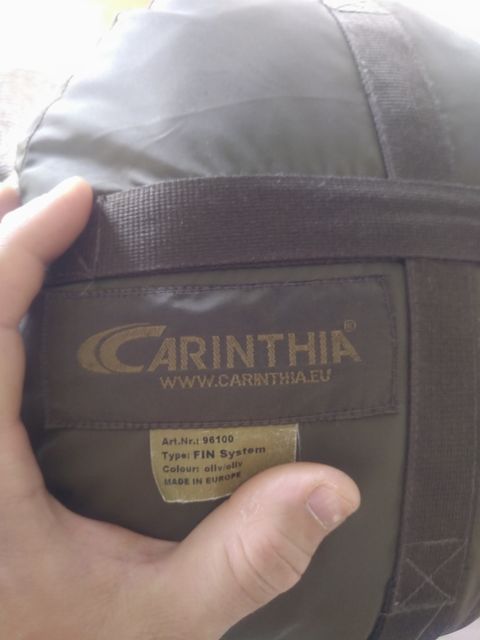 CARINTHIA®
WWW.CARINTHIA.EU
Art.Nr.: 96100
Type: FIN System
Colour: oliv/oliv
MADE IN EUROPE